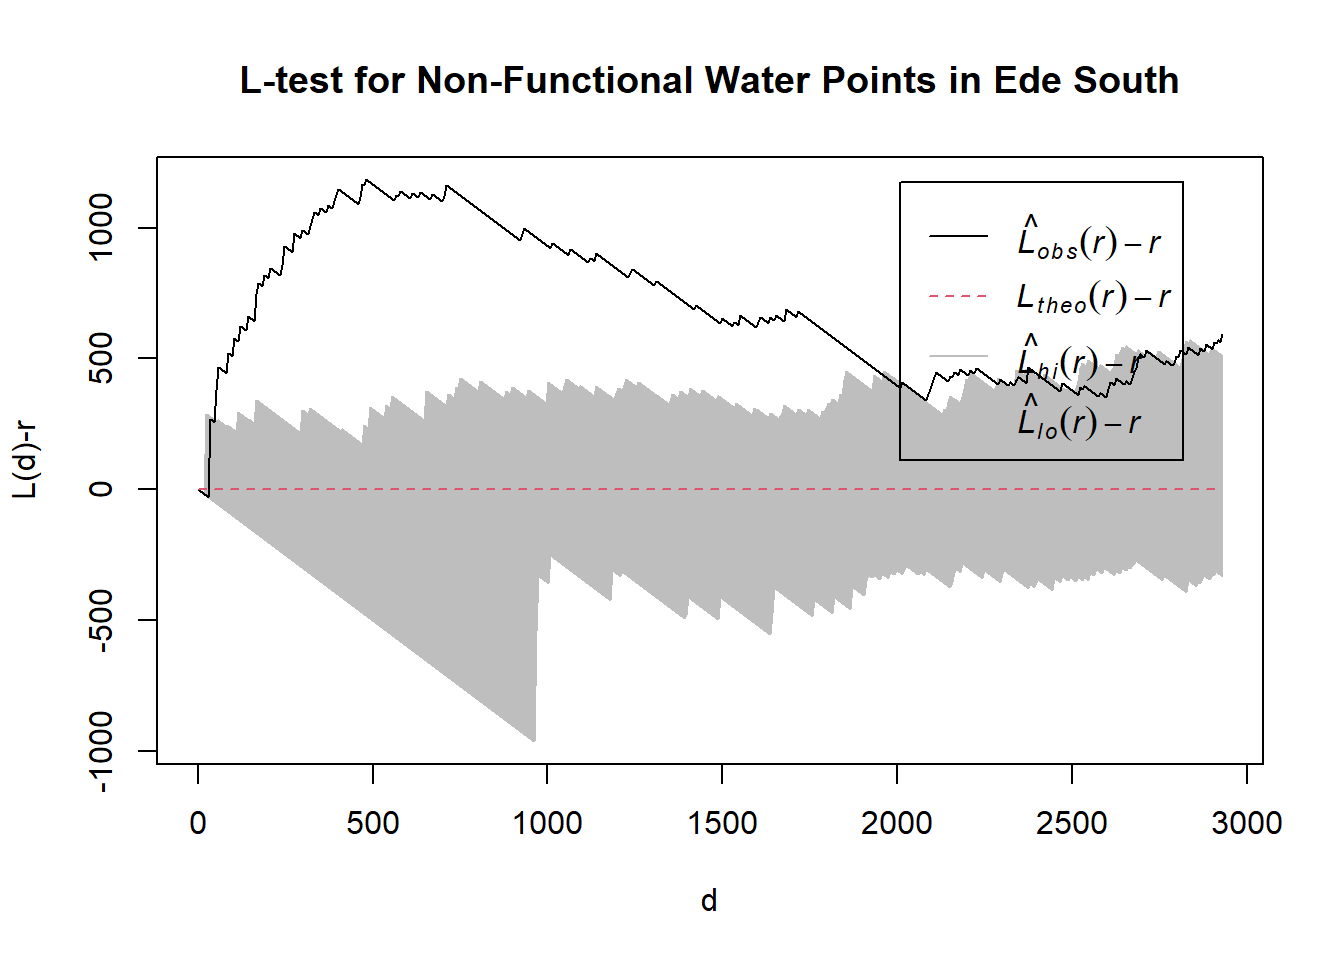 L-test for Non-Functional Water Points in Ede South
L(d)-r
1000
500
0
-500
-1000
L̂obs(r) – r
Ltheo(r) – r
L̂hi(r) – r
L̂lo(r) – r
0 500 1000 1500 2000 2500 3000
d